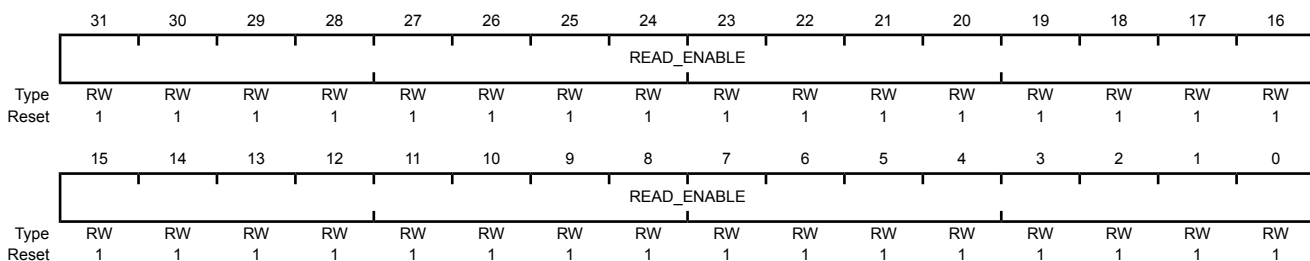 31 30 29 28 27 26 25 24 23 22 21 20 19 18 17 16
READ_ENABLE
Type RW RW RW RW RW RW RW RW RW RW RW RW RW RW RW RW
Reset 1 1 1 1 1 1 1 1 1 1 1 1 1 1 1 1
15 14 13 12 11 10 9 8 7 6 5 4 3 2 1 0
READ_ENABLE
Type RW RW RW RW RW RW RW RW RW RW RW RW RW RW RW RW
Reset 1 1 1 1 1 1 1 1 1 1 1 1 1 1 1 1